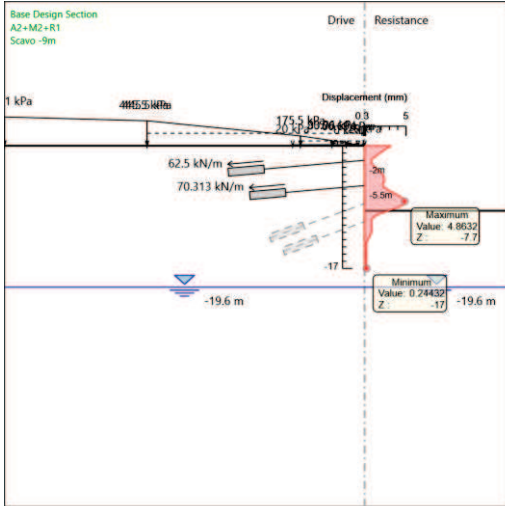 Base Design Section
A2+M2+R1
Scavo -9m
Drive
Resistance
Displacement (mm)
0.3
5
1 kPa
175.5 kPa
20 kPa
62.5 kN/m
-2m
70.313 kN/m
-5.5m
Maximum
Value: 4.8632
Z : -7.7
-17
Minimum
Value: 0.24432
Z : -17
-19.6 m
-19.6 m